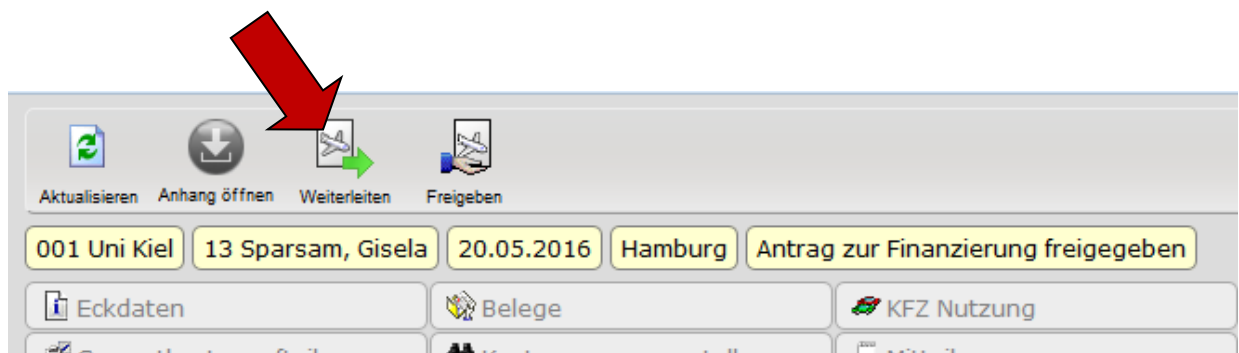 Aktualisieren Anhang öffnen Weiterleiten Freigeben
001 Uni Kiel 13 Sparsam, Gisela 20.05.2016 Hamburg Antrag zur Finanzierung freigegeben
Eckdaten Belege KFZ Nutzung